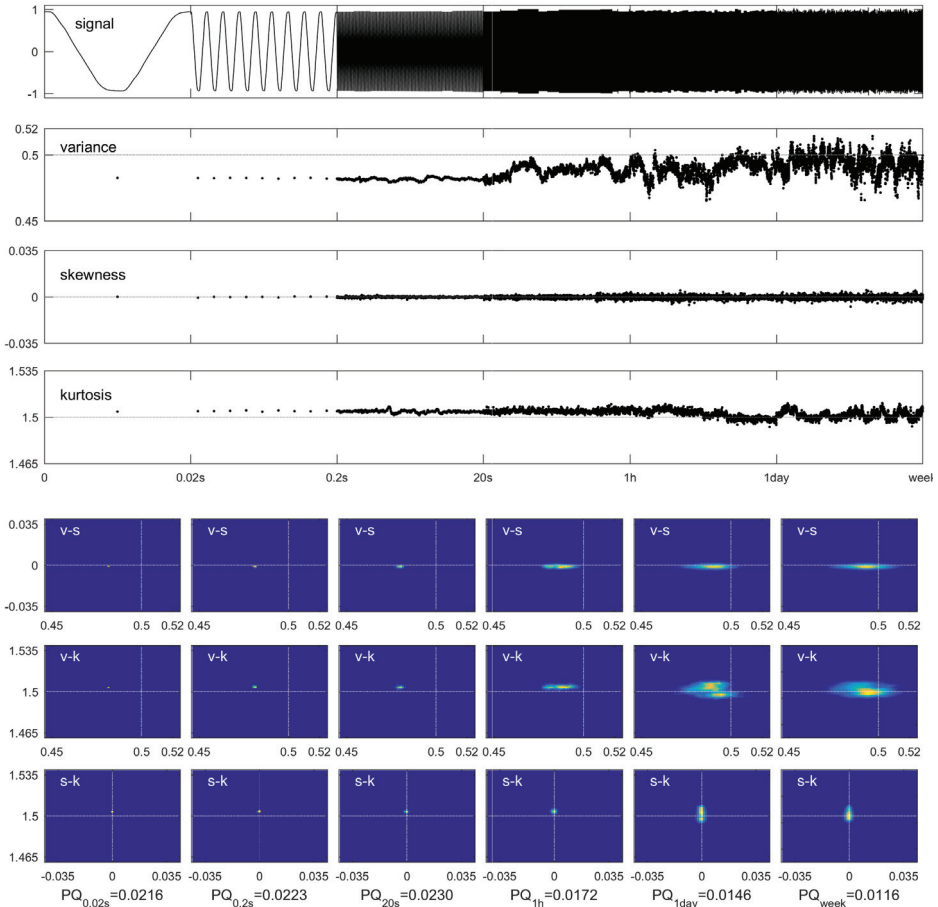 1
signal
0
-1
0.52
variance
0.5
0.45
0.035
skewness
0
-0.035
1.535
kurtosis
1.5
1.465
0 0.02s 0.2s 20s 1h 1day week
0.035 v-s v-s v-s v-s v-s v-s
0
-0.035
0.45 0.5 0.52 0.45 0.5 0.52 0.45 0.5 0.52 0.45 0.5 0.52 0.45 0.5 0.52 0.45 0.5 0.52
1.535 v-k v-k v-k v-k v-k v-k
1.5
1.465
0.45 0.5 0.52 0.45 0.5 0.52 0.45 0.5 0.52 0.45 0.5 0.52 0.45 0.5 0.52 0.45 0.5 0.52
1.535 s-k s-k s-k s-k s-k s-k
1.5
1.465
-0.035 0 0.035 -0.035 0 0.035 -0.035 0 0.035 -0.035 0 0.035 -0.035 0 0.035 -0.035 0 0.035
PQ0.02s=0.0216 PQ0.2s=0.0223 PQ20s=0.0230 PQ1h=0.0172 PQ1day=0.0146 PQweek=0.0116